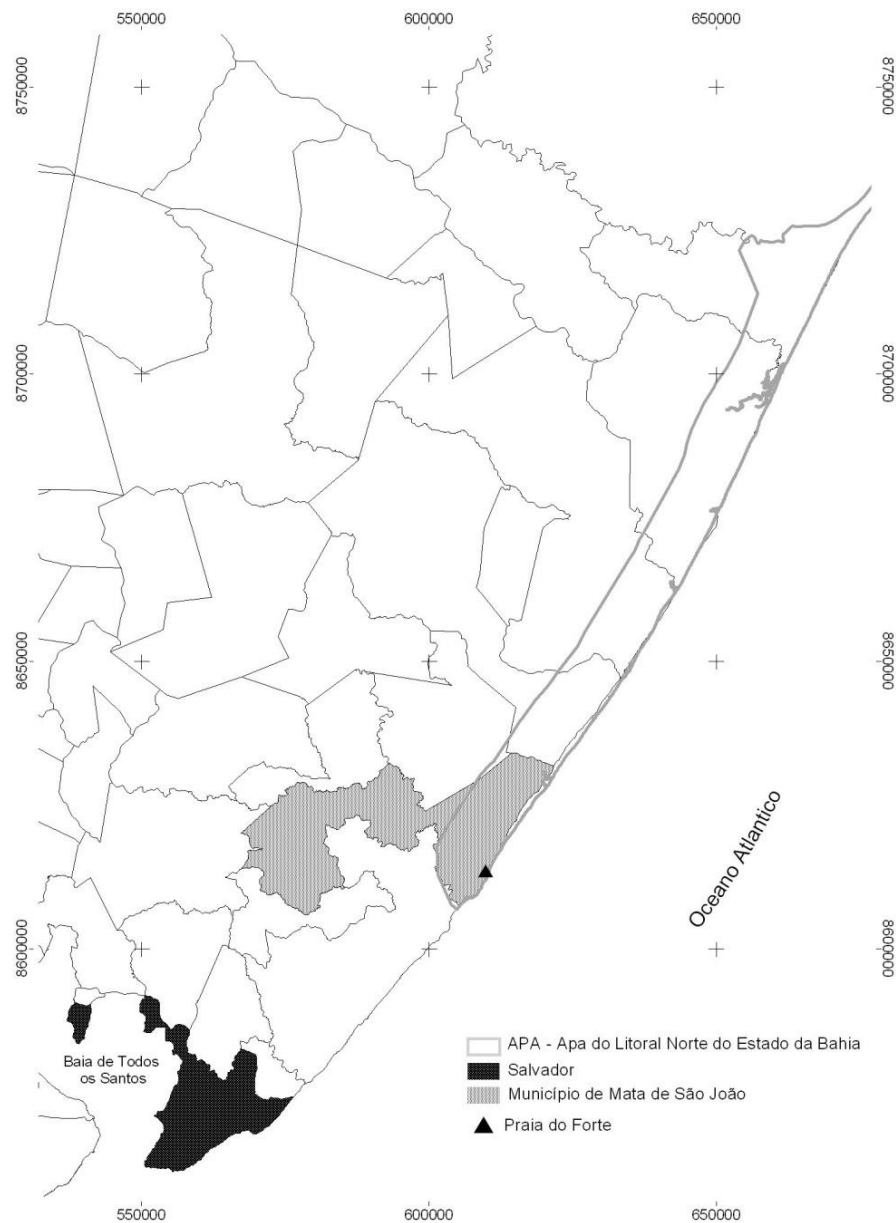 550000 600000 650000
8750000 8750000
8700000 8700000
8650000 8650000
Oceano Atlantico
8600000 8600000
Baia de Todos
os Santos
APA - Apa do Litoral Norte do Estado da Bahia
Salvador
Município de Mata de São João
Praia do Forte
550000 600000 650000